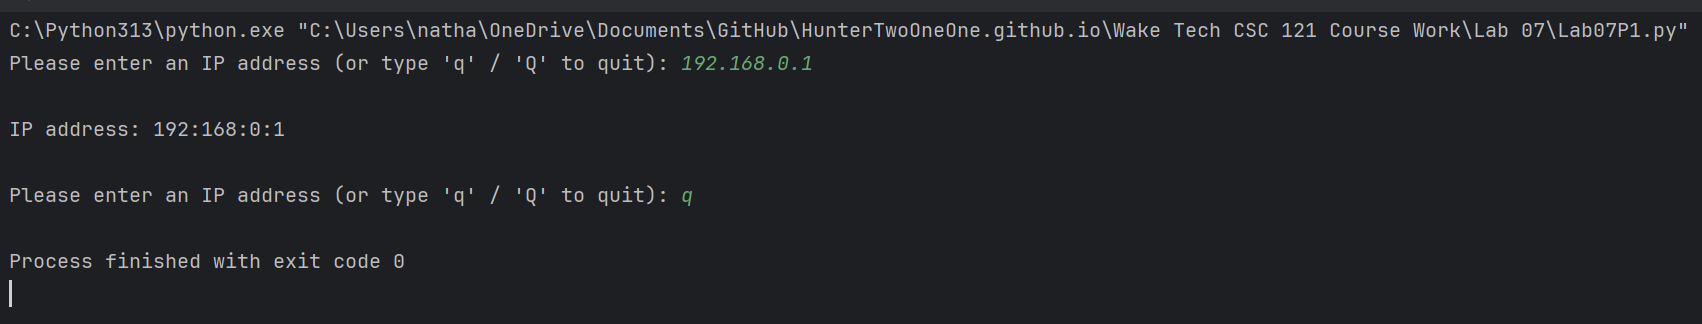 C:\Python313\python.exe "C:\Users\natha\OneDrive\Documents\GitHub\HunterTwoOneOne.github.io\Wake Tech CSC 121 Course Work\Lab 07\Lab07P1.py"
Please enter an IP address (or type 'q' / 'Q' to quit): 192.168.0.1
IP address: 192:168:0:1
Please enter an IP address (or type 'q' / 'Q' to quit): q
Process finished with exit code 0